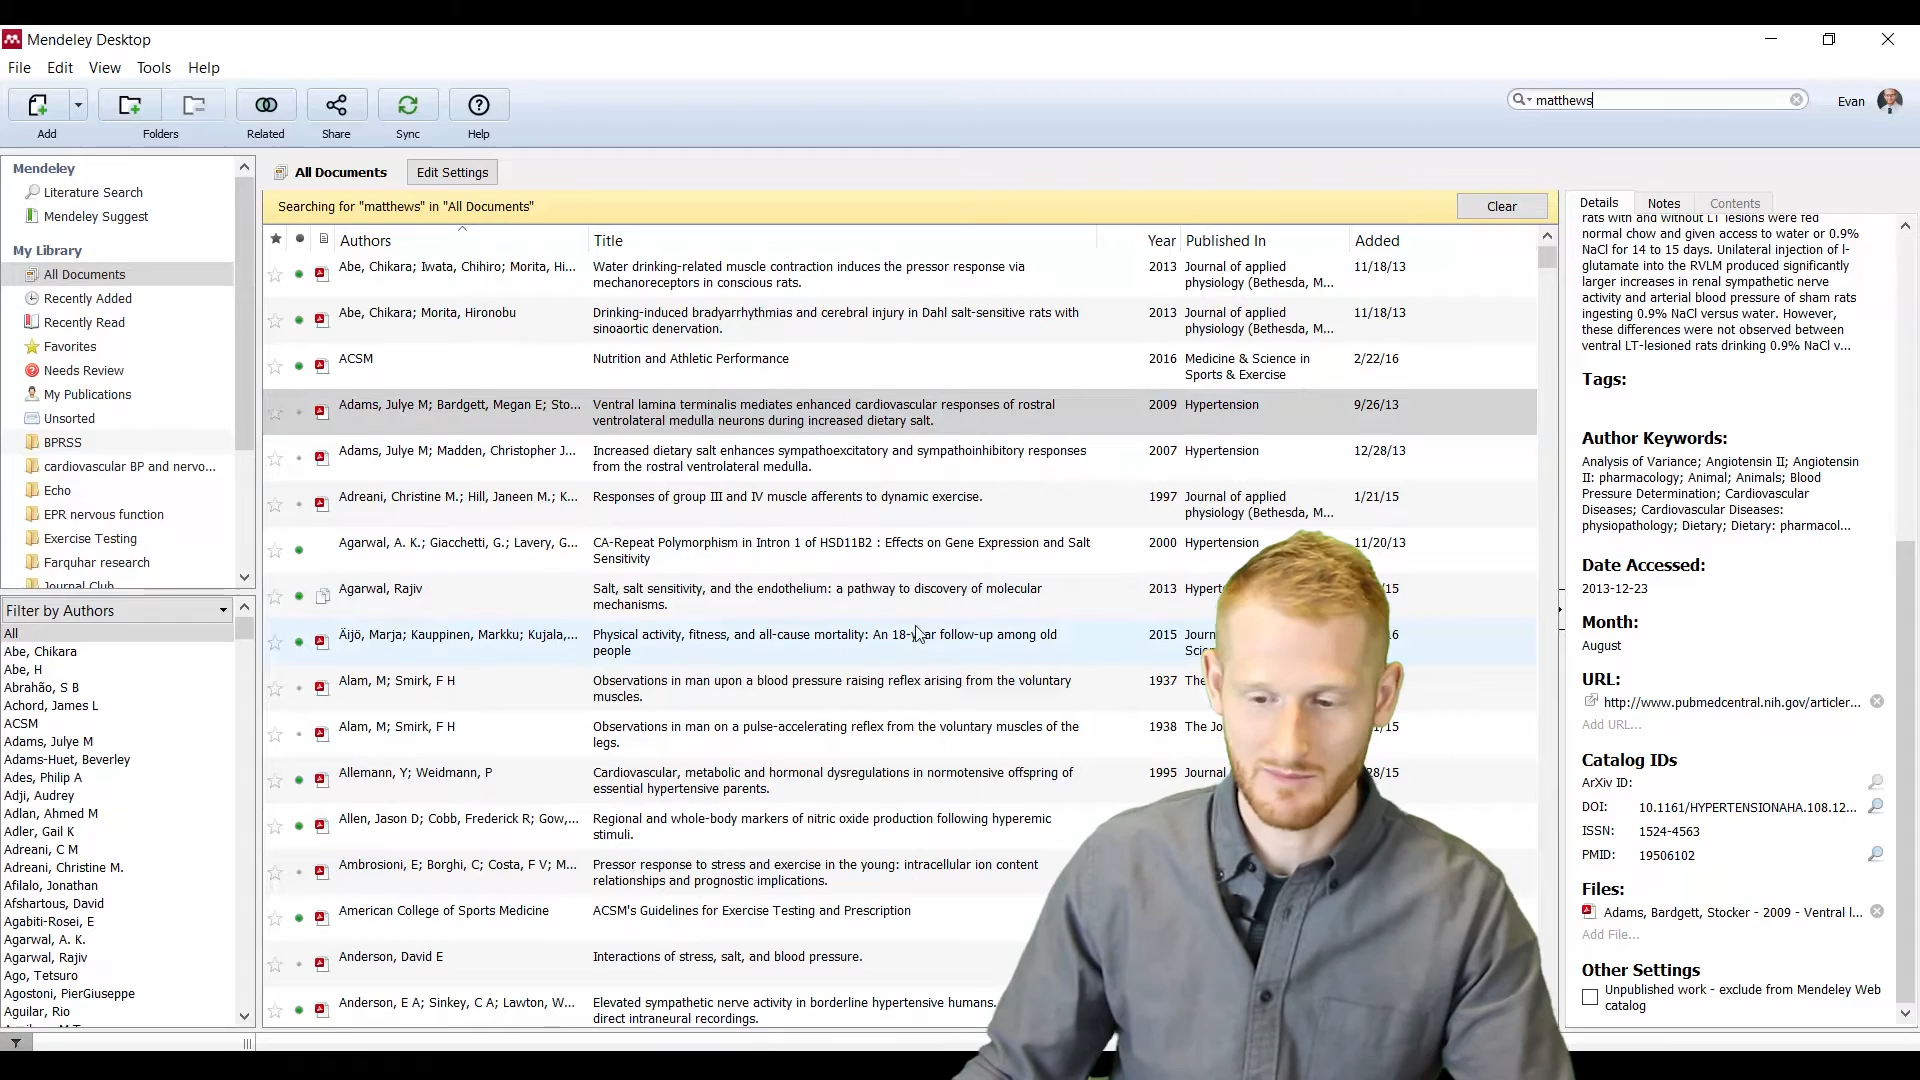 Mendeley Desktop
File Edit View Tools Help
matthews
Evan
Add Folders Related Share Sync Help
Mendeley
Literature Search
Mendeley Suggest
My Library
All Documents
Recently Added
Recently Read
Favorites
Needs Review
My Publications
Unsorted
BPRSS
cardiovascular BP and nervo...
Echo
EPR nervous function
Exercise Testing
Farquhar research
Journal Club
Filter by Authors
All
Abe, Chikara
Abe, H
Abrahão, S B
Achord, James L
ACSM
Adams, Julye M
Adams-Huet, Beverley
Ades, Philip A
Adji, Audrey
Adlan, Ahmed M
Adler, Gail K
Adreani, C M
Adreani, Christine M.
Afilalo, Jonathan
Afshartous, David
Agabiti-Rosei, E
Agarwal, A. K.
Agarwal, Rajiv
Ago, Tetsuro
Agostoni, PierGiuseppe
Aguilar, Rio
All Documents Edit Settings
Searching for "matthews" in "All Documents" Clear
Authors Title Year Published In Added
Abe, Chikara; Iwata, Chihiro; Morita, Hi... Water drinking-related muscle contraction induces the pressor response via 2013 Journal of applied 11/18/13
mechanoreceptors in conscious rats. physiology (Bethesda, M...
Abe, Chikara; Morita, Hironobu Drinking-induced bradyarrhythmias and cerebral injury in Dahl salt-sensitive rats with 2013 Journal of applied 11/18/13
sinoaortic denervation. physiology (Bethesda, M...
ACSM Nutrition and Athletic Performance 2016 Medicine & Science in 2/22/16
Sports & Exercise
Adams, Julye M; Bardgett, Megan E; Sto... Ventral lamina terminalis mediates enhanced cardiovascular responses of rostral 2009 Hypertension 9/26/13
ventrolateral medulla neurons during increased dietary salt.
Adams, Julye M; Madden, Christopher J... Increased dietary salt enhances sympathoexcitatory and sympathoinhibitory responses 2007 Hypertension 12/28/13
from the rostral ventrolateral medulla.
Adreani, Christine M.; Hill, Janeen M.; K... Responses of group III and IV muscle afferents to dynamic exercise. 1997 Journal of applied 1/21/15
physiology (Bethesda, M...
Agarwal, A. K.; Giacchetti, G.; Lavery, G... CA-Repeat Polymorphism in Intron 1 of HSD11B2 : Effects on Gene Expression and Salt 2000 Hypertension 11/20/13
Sensitivity
Agarwal, Rajiv Salt, salt sensitivity, and the endothelium: a pathway to discovery of molecular 2013 Hypert /15
mechanisms.
Äijö, Marja; Kauppinen, Markku; Kujala,... Physical activity, fitness, and all-cause mortality: An 18-year follow-up among old 2015 Journ 6
people Scie
Alam, M; Smirk, F H Observations in man upon a blood pressure raising reflex arising from the voluntary 1937 The
muscles.
Alam, M; Smirk, F H Observations in man on a pulse-accelerating reflex from the voluntary muscles of the 1938 The Jo 1/15
legs.
Allemann, Y; Weidmann, P Cardiovascular, metabolic and hormonal dysregulations in normotensive offspring of 1995 Journal 28/15
essential hypertensive parents.
Allen, Jason D; Cobb, Frederick R; Gow,... Regional and whole-body markers of nitric oxide production following hyperemic
stimuli.
Ambrosioni, E; Borghi, C; Costa, F V; M... Pressor response to stress and exercise in the young: intracellular ion content
relationships and prognostic implications.
American College of Sports Medicine ACSM's Guidelines for Exercise Testing and Prescription
Anderson, David E Interactions of stress, salt, and blood pressure.
Anderson, E A; Sinkey, C A; Lawton, W... Elevated sympathetic nerve activity in borderline hypertensive humans.
direct intraneural recordings.
Details Notes Contents
rats with and without LT lesions were fed
normal chow and given access to water or 0.9%
NaCl for 14 to 15 days. Unilateral injection of l-
glutamate into the RVLM produced significantly
larger increases in renal sympathetic nerve
activity and arterial blood pressure of sham rats
ingesting 0.9% NaCl versus water. However,
these differences were not observed between
ventral LT-lesioned rats drinking 0.9% NaCl v...
Tags:
Author Keywords:
Analysis of Variance; Angiotensin II; Angiotensin
II: pharmacology; Animal; Animals; Blood
Pressure Determination; Cardiovascular
Diseases; Cardiovascular Diseases:
physiopathology; Dietary; Dietary: pharmacol...
Date Accessed:
2013-12-23
Month:
August
URL:
http://www.pubmedcentral.nih.gov/articler...
Add URL...
Catalog IDs
ArXiv ID:
DOI: 10.1161/HYPERTENSIONAHA.108.12...
ISSN: 1524-4563
PMID: 19506102
Files:
Adams, Bardgett, Stocker - 2009 - Ventral l...
Add File...
Other Settings
Unpublished work - exclude from Mendeley Web
catalog